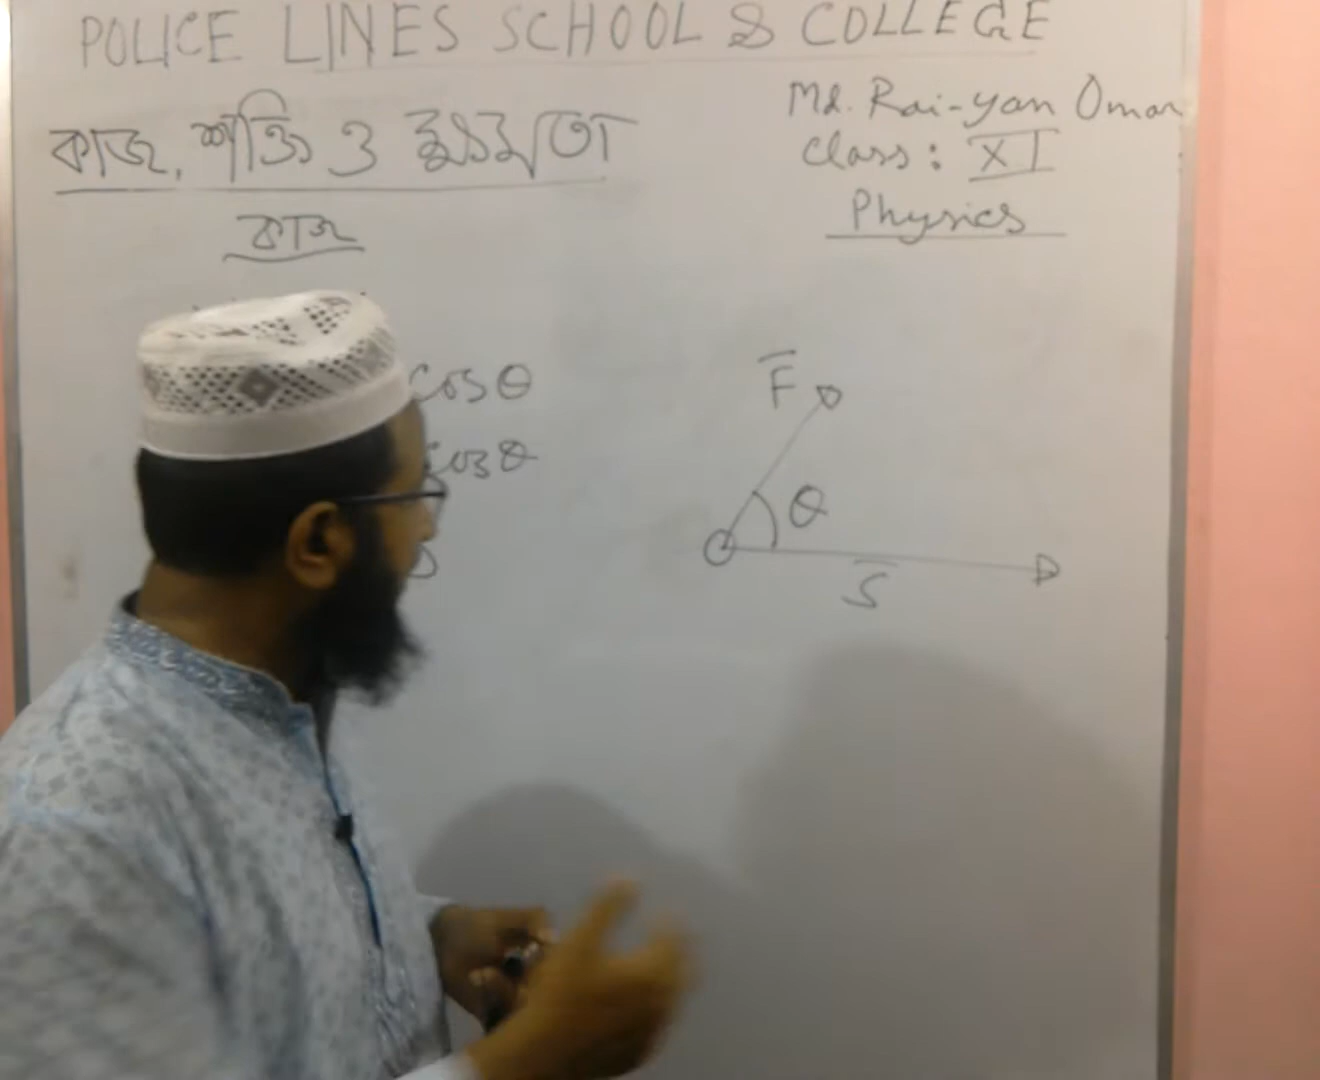 POLICE LINES SCHOOL & COLLEGE
কাজ, শক্তি ও ক্ষমতা
কাজ
Md. Rai-yan Omar
Class: XI
Physics
cosθ
cosθ
F
θ
S